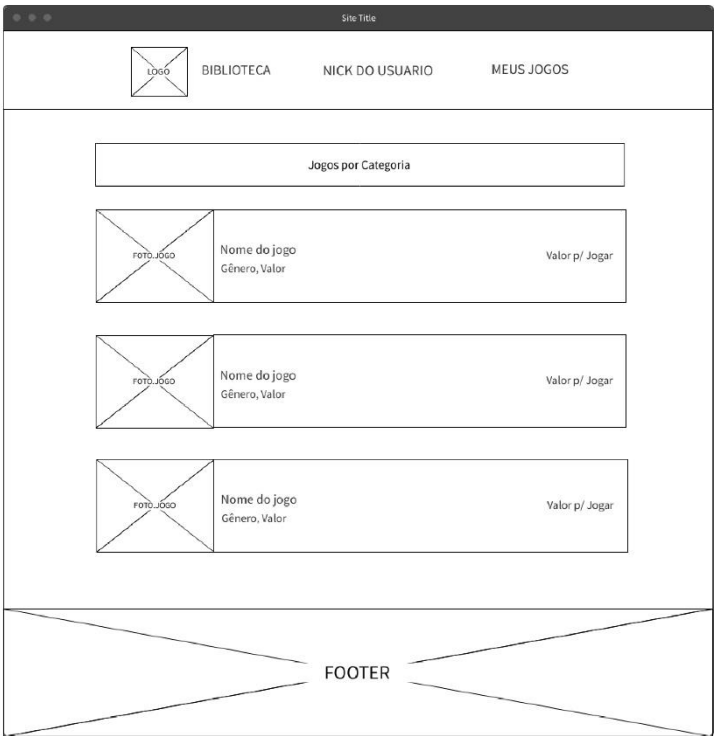 Site Title
LOGO
BIBLIOTECA
NICK DO USUARIO
MEUS JOGOS
Jogos por Categoria
FOTO JOGO
Nome do jogo
Gênero, Valor
Valor p/ Jogar
FOTO JOGO
Nome do jogo
Gênero, Valor
Valor p/ Jogar
FOTO JOGO
Nome do jogo
Gênero, Valor
Valor p/ Jogar
FOOTER